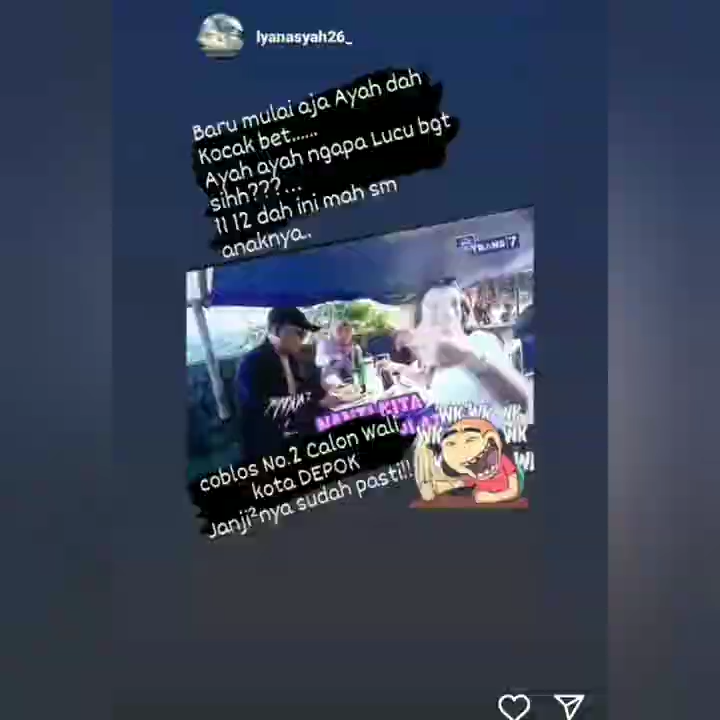 lyanasyah26_
Baru mulai aja Ayah dah
Kocak bet......
Ayah ayah ngapa Lucu bgt
sihh???...
11 12 dah ini mah sm
anaknya..
TRANS|7
NANTI KITA
coblos No.2 Calon Wali
kota DEPOK
Janji²nya sudah pasti!!
WK WK WK
WK WK